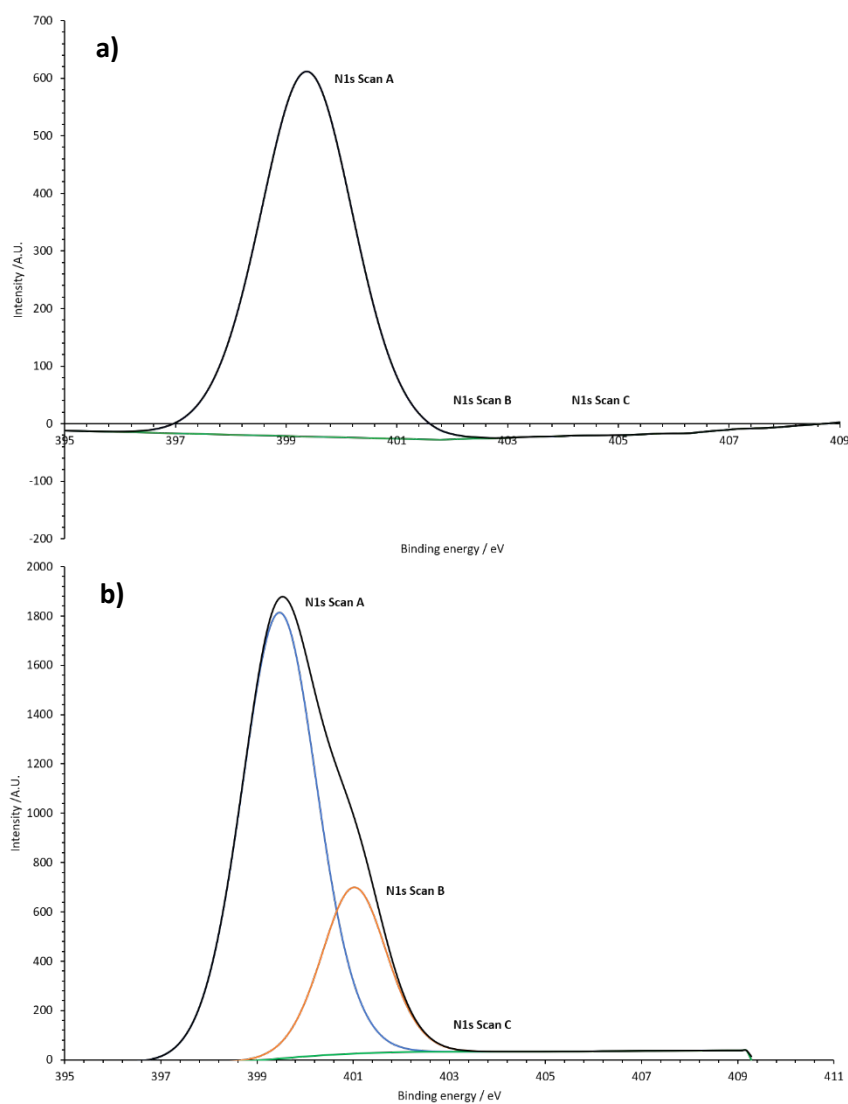 a)
700
600
500
400
300
200
100
0
-100
-200
Intensity /A.U.
N1s Scan A
N1s Scan B
N1s Scan C
395 397 399 401 403 405 407 409
Binding energy / eV
b)
2000
1800
1600
1400
1200
1000
800
600
400
200
0
Intensity /A.U.
N1s Scan A
N1s Scan B
N1s Scan C
395 397 399 401 403 405 407 409 411
Binding energy / eV